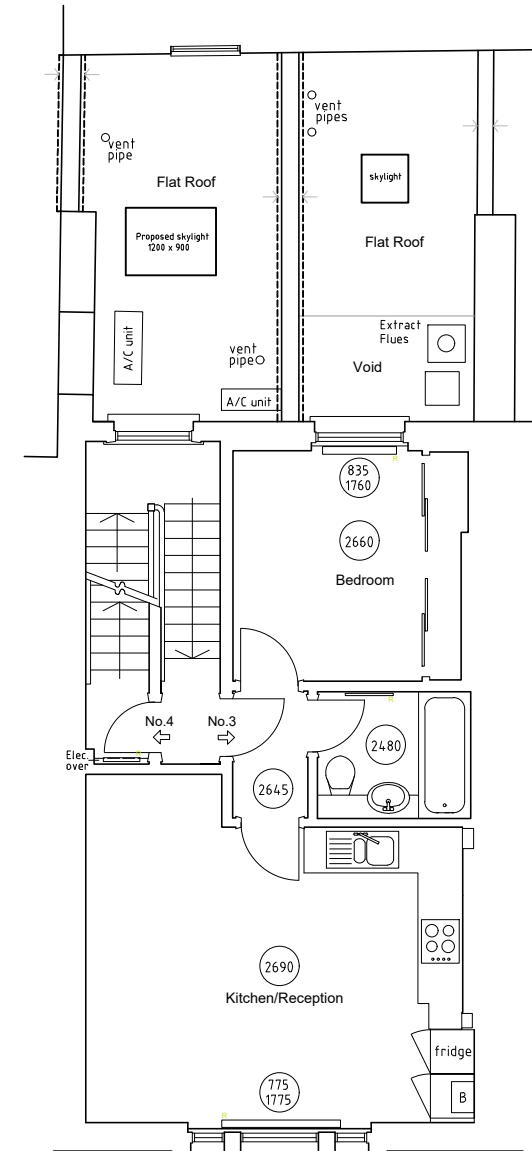 vent
pipes
vent
pipe
skylight
Flat Roof
Proposed skylight
1200 x 900
Flat Roof
Extract
Flues
A/C unit
vent
pipe
Void
A/C unit
R
835
1760
2660
Bedroom
R
No.4
No.3
2480
R
Elec.
over
2645
2690
Kitchen/Reception
fridge
775
1775
B
R